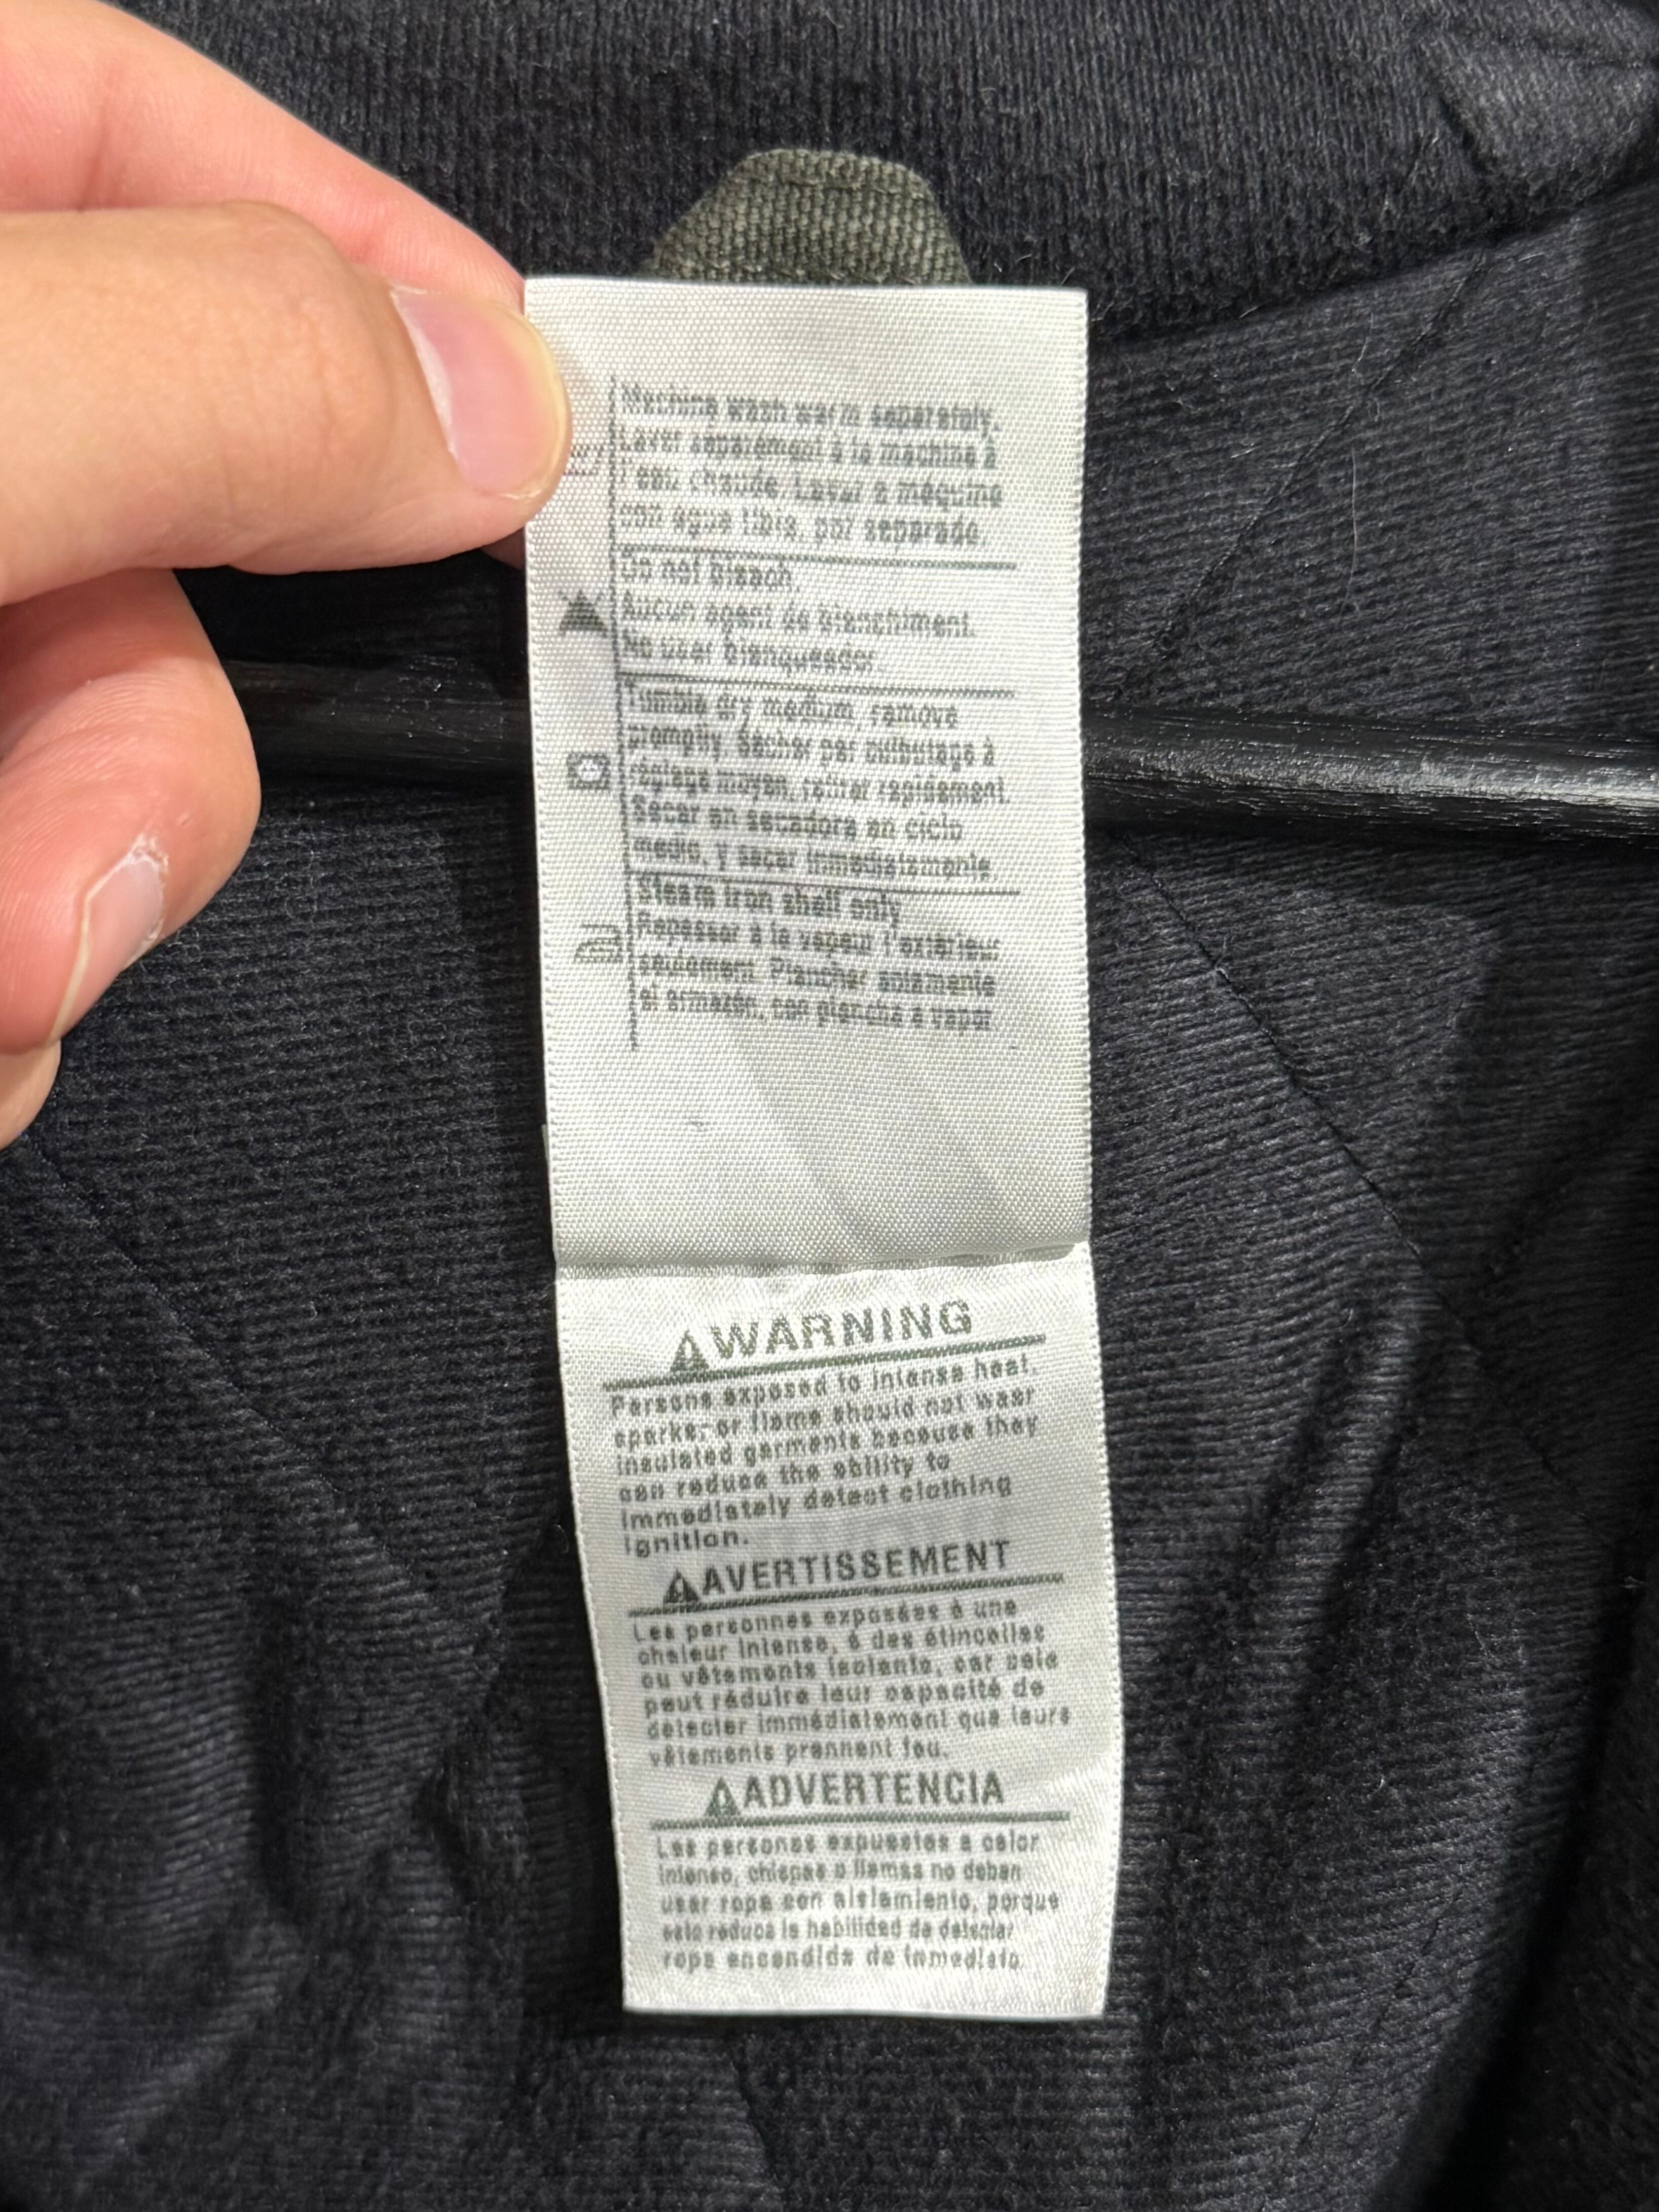 Machine wash warm separately.
Laver separément à la machine à
l'eau chaude. Lavar a máquina
con agua tibia, por separado.
Do not bleach.
Aucun agent de blanchiment.
No usar blanqueador.
Tumble dry medium, remove
promptly. Sécher par culbutage à
réglage moyen, retirer rapidement.
Secar en secadora en ciclo
medio, y sacar inmediatamente.
Steam iron shell only
Repasser à la vapeur l'extérieur
seulement. Planchar solamente
el armazón, con plancha a vapor
WARNING
Persons exposed to intense heat,
sparks, or flame should not wear
insulated garments because they
can reduce the ability to
immediately detect clothing
ignition.
AVERTISSEMENT
Les personnes exposées à une
chaleur intense, à des étincelles
ou vêtements isolants, car cela
peut réduire leur capacité de
détecter immédiatement que leurs
vêtements prennent feu.
ADVERTENCIA
Las personas expuestas a calor
intenso, chispas o llamas no deben
usar ropa con aislamiento, porque
esto reduce la habilidad de detectar
ropa encendida de inmediato.